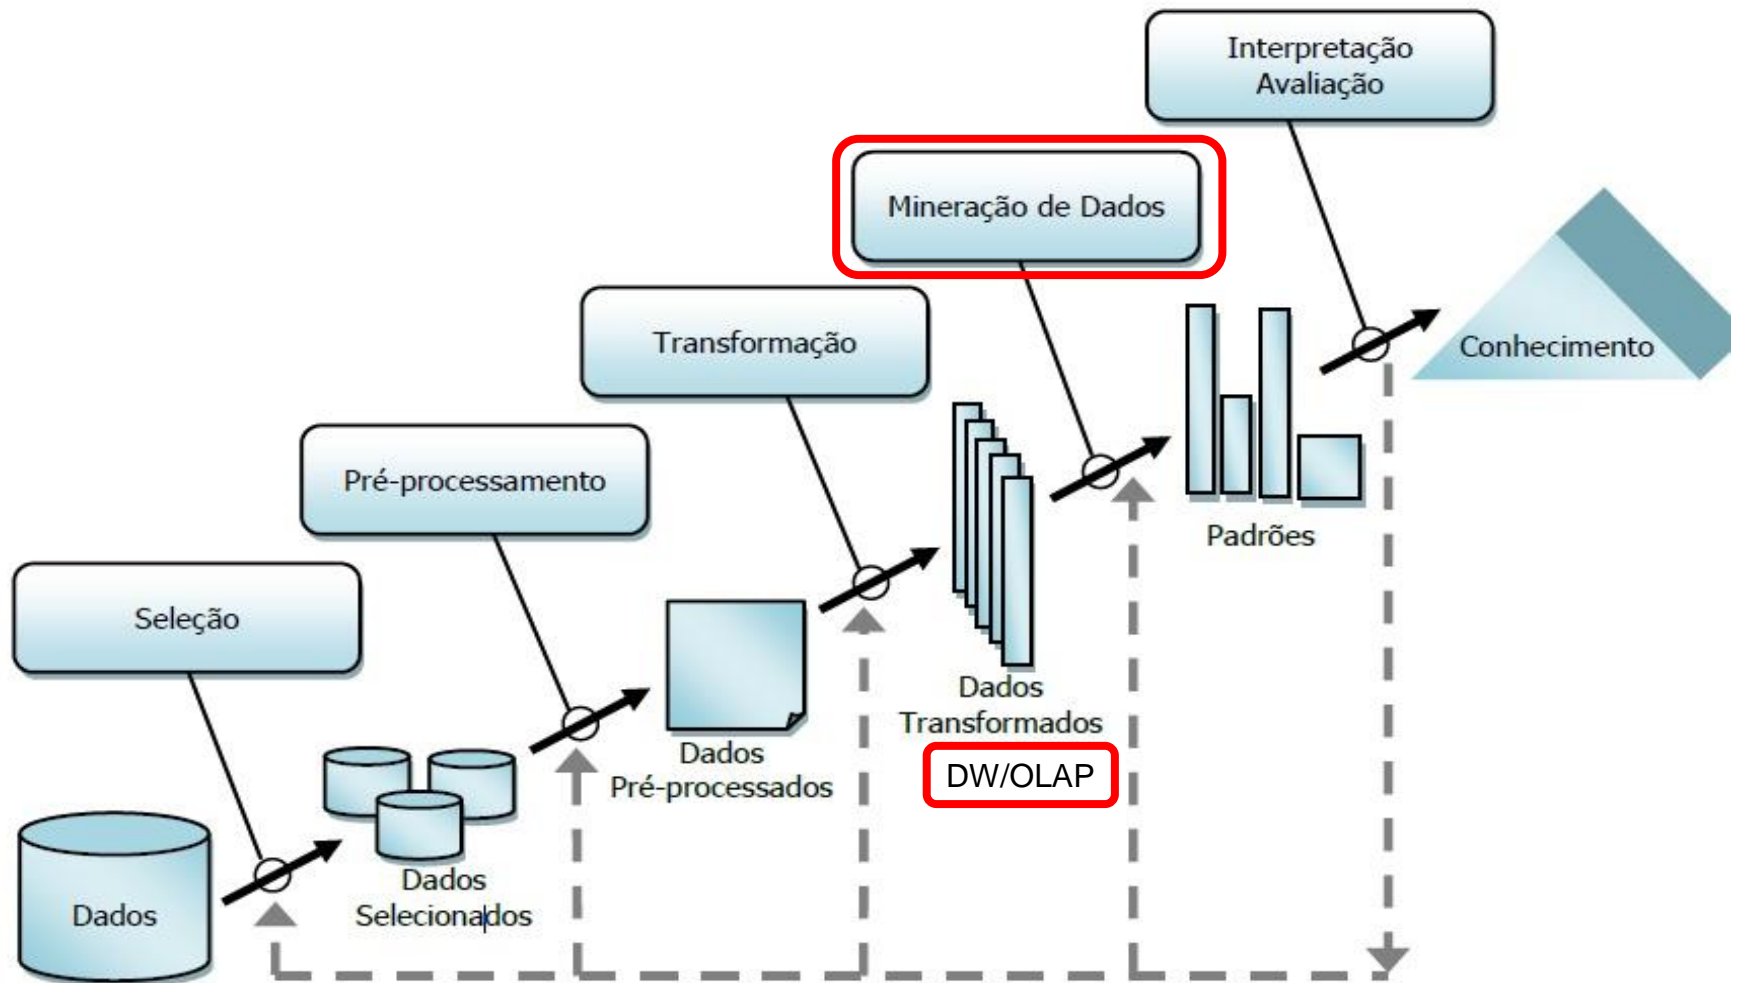 Interpretação
Avaliação
Mineração de Dados
Transformação
Conhecimento
Pré-processamento
Padrões
Seleção
Dados
Transformados
DW/OLAP
Dados
Pré-processados
Dados
Selecionados
Dados